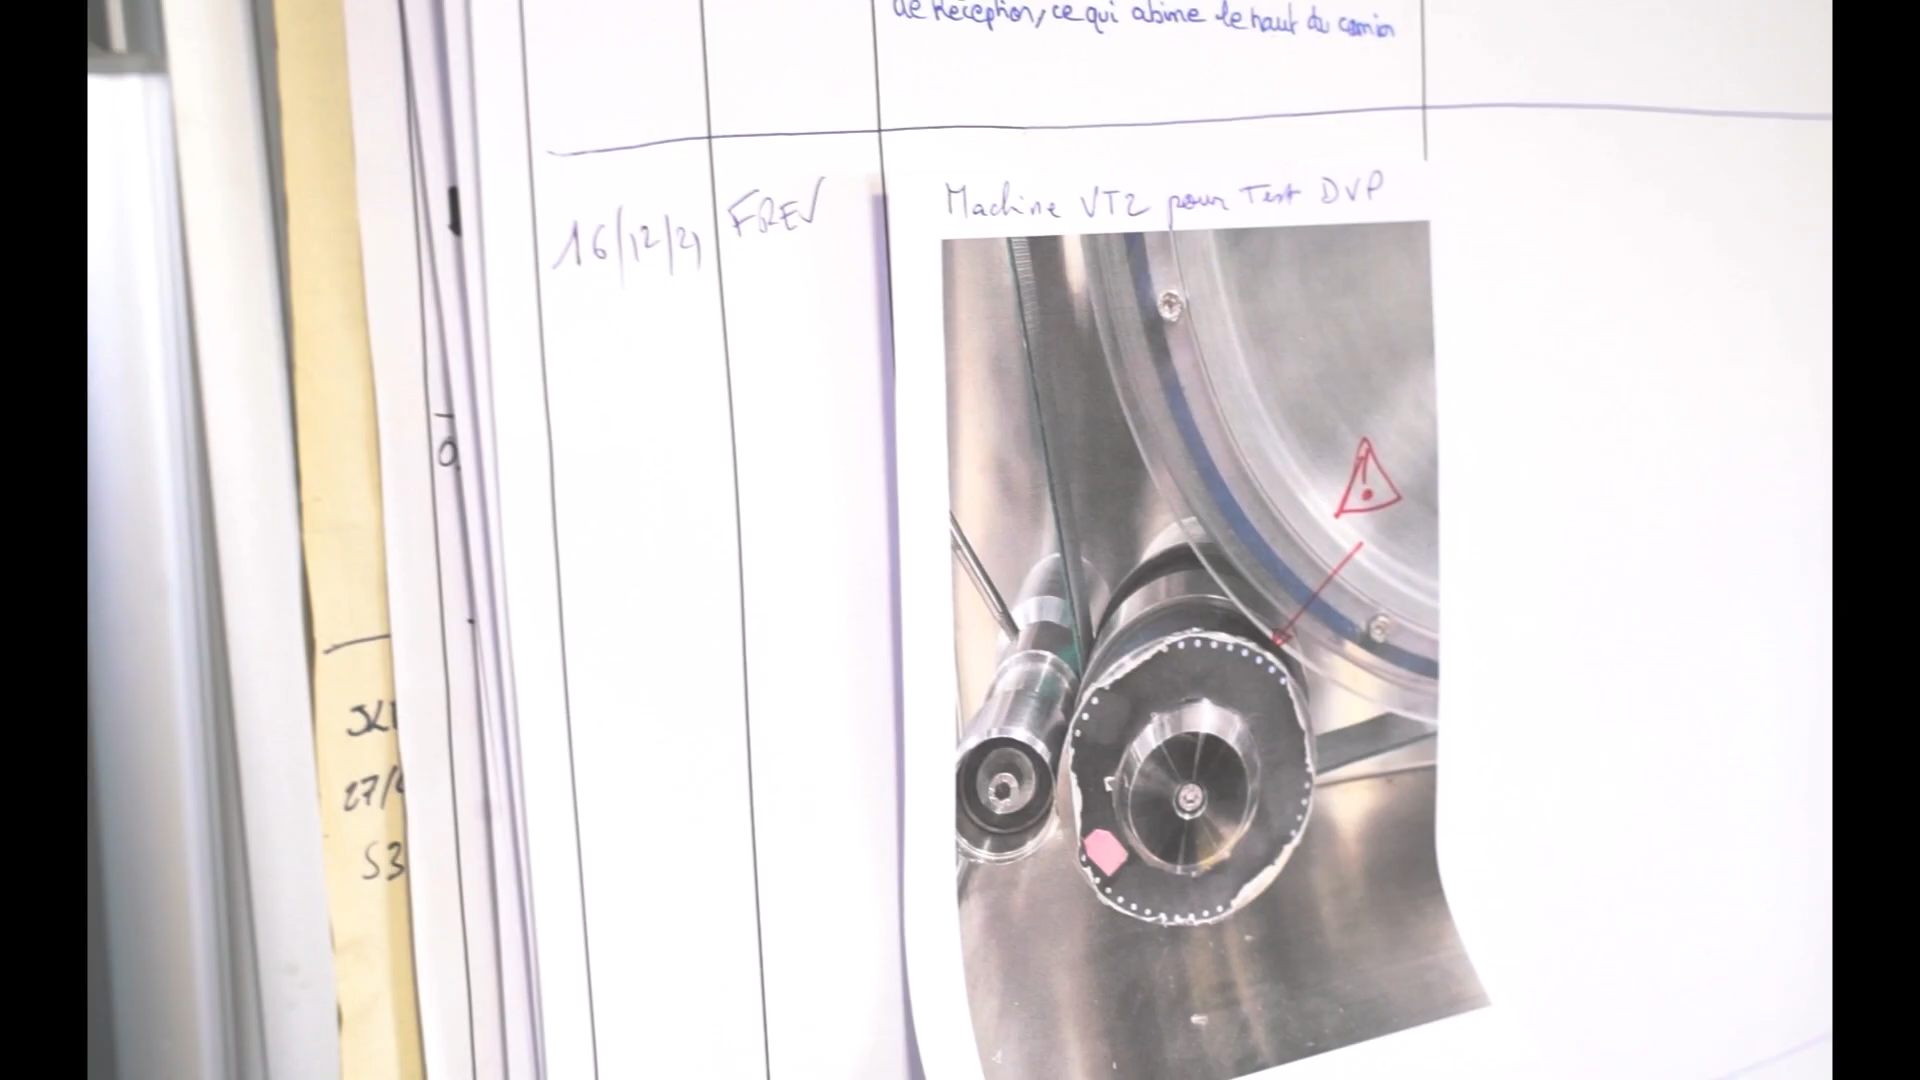 de Réception, ce qui abime le haut du camion
16/12/21
FREV
Machine VT2 pour Test DVP
27/
S3